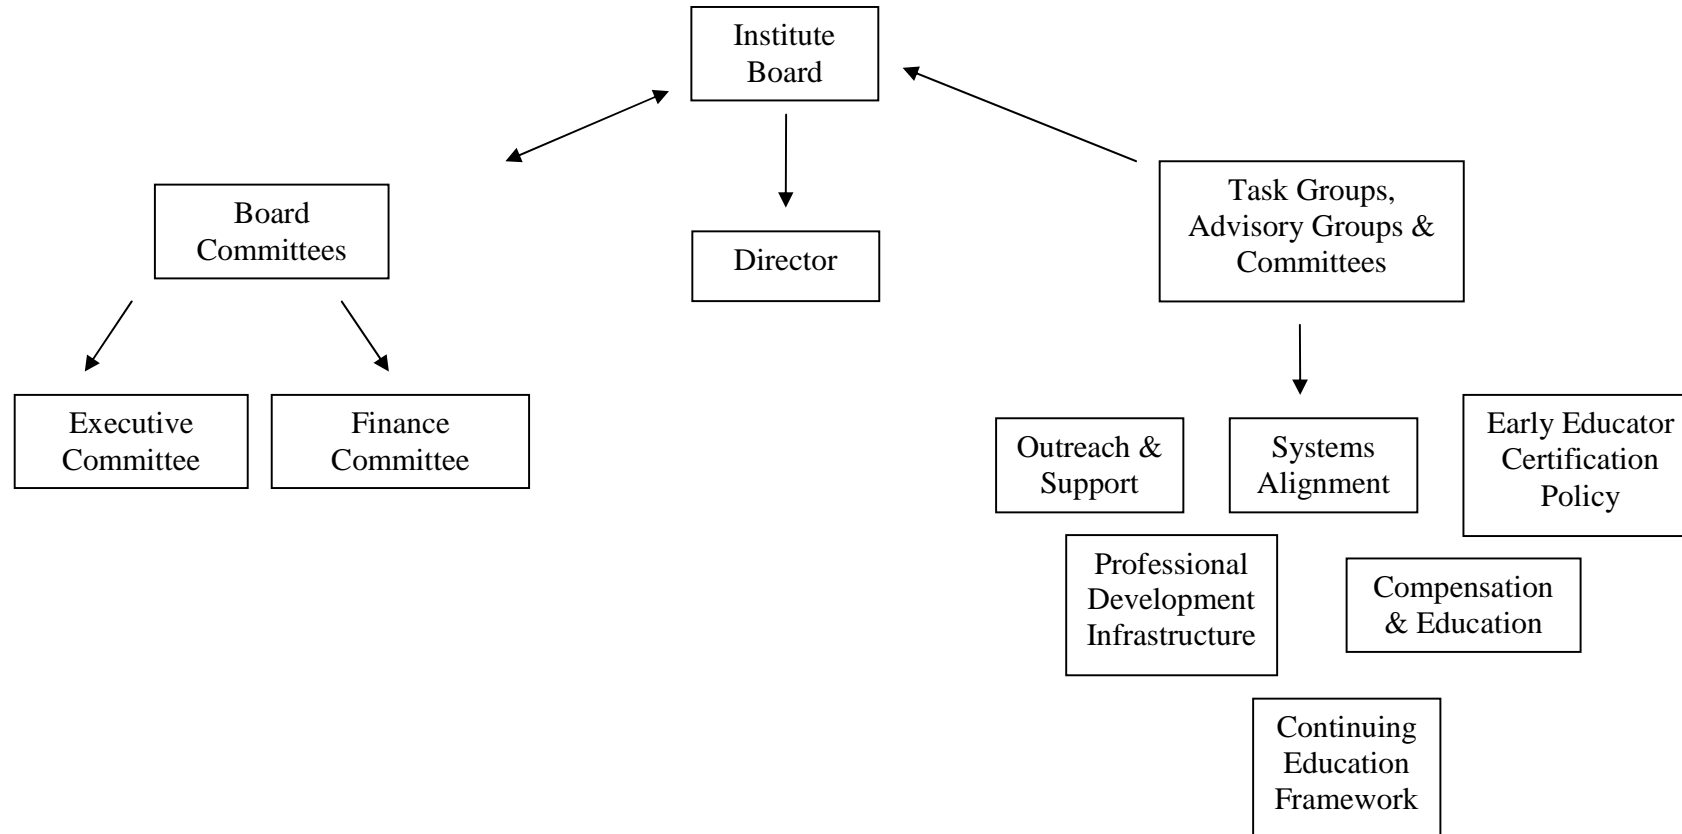 Institute
Board
Board
Committees
Director
Task Groups,
Advisory Groups &
Committees
Executive
Committee
Finance
Committee
Outreach &
Support
Systems
Alignment
Early Educator
Certification
Policy
Professional
Development
Infrastructure
Compensation
& Education
Continuing
Education
Framework